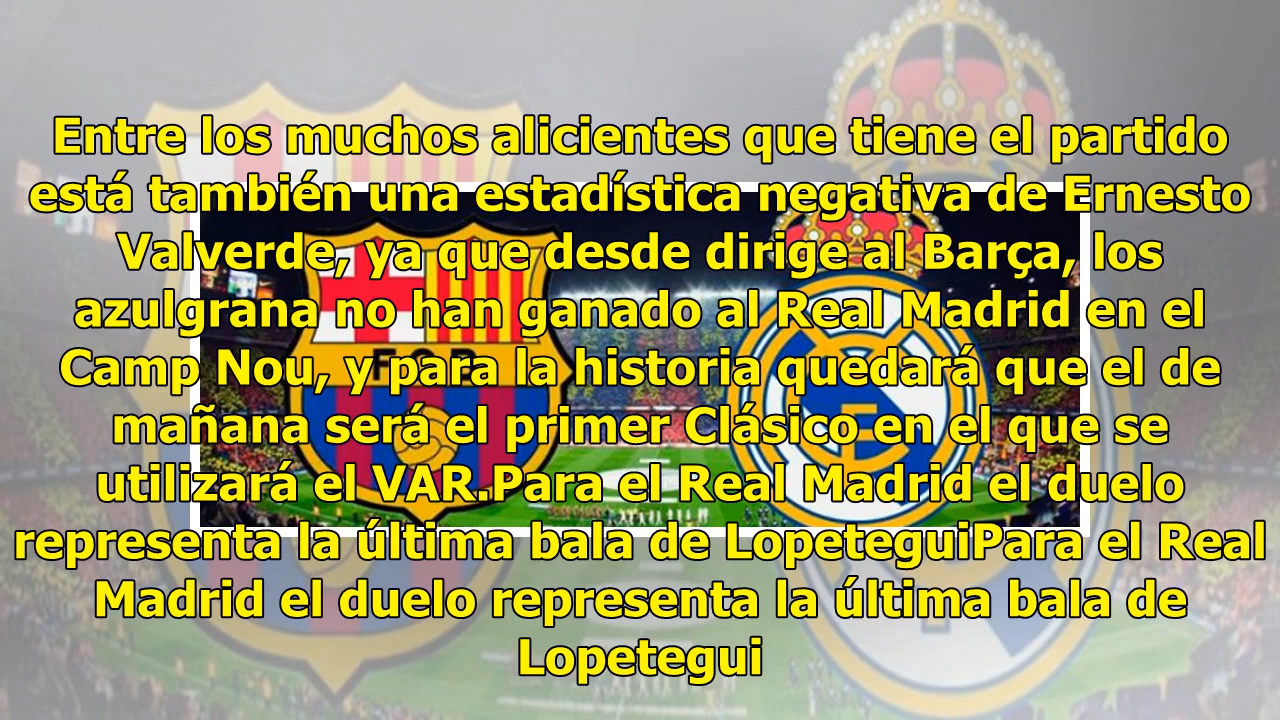 Entre los muchos alicientes que tiene el partido
está también una estadística negativa de Ernesto
Valverde, ya que desde dirige al Barça, los
azulgrana no han ganado al Real Madrid en el
Camp Nou, y para la historia quedará que el de
mañana será el primer Clásico en el que se
utilizará el VAR.Para el Real Madrid el duelo
representa la última bala de LopeteguiPara el Real
Madrid el duelo representa la última bala de
Lopetegui